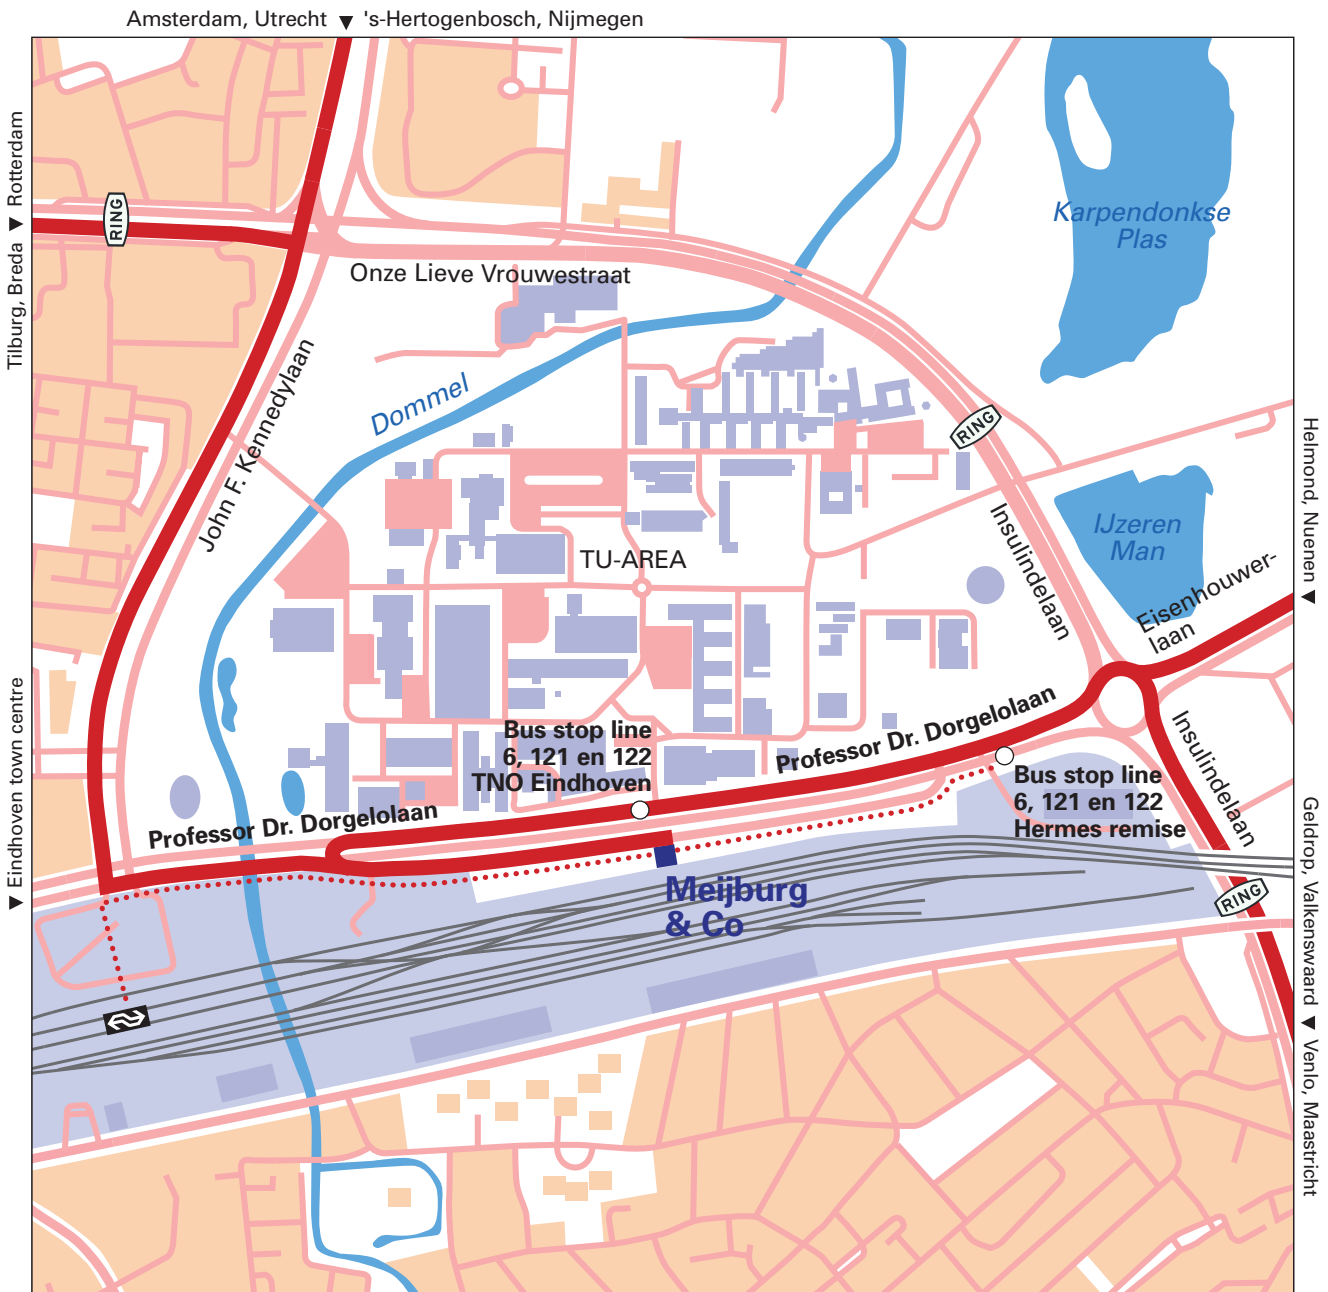 Amsterdam, Utrecht ▼ 's-Hertogenbosch, Nijmegen
Tilburg, Breda ▼ Rotterdam
RING
Karpendonkse
Plas
Onze Lieve Vrouwestraat
Dommel
John F. Kennedylaan
RING
Helmond, Nuenen ▼
IJzeren
Man
Insulindelaan
TU-AREA
Eisenhouwer-
laan
▼ Eindhoven town centre
Bus stop line
6, 121 en 122
TNO Eindhoven
Professor Dr. Dorgelolaan
Insulindelaan
Bus stop line
6, 121 en 122
Hermes remise
Professor Dr. Dorgelolaan
Meijburg
& Co
RING
Geldrop, Valkenswaard ▼ Venlo, Maastricht